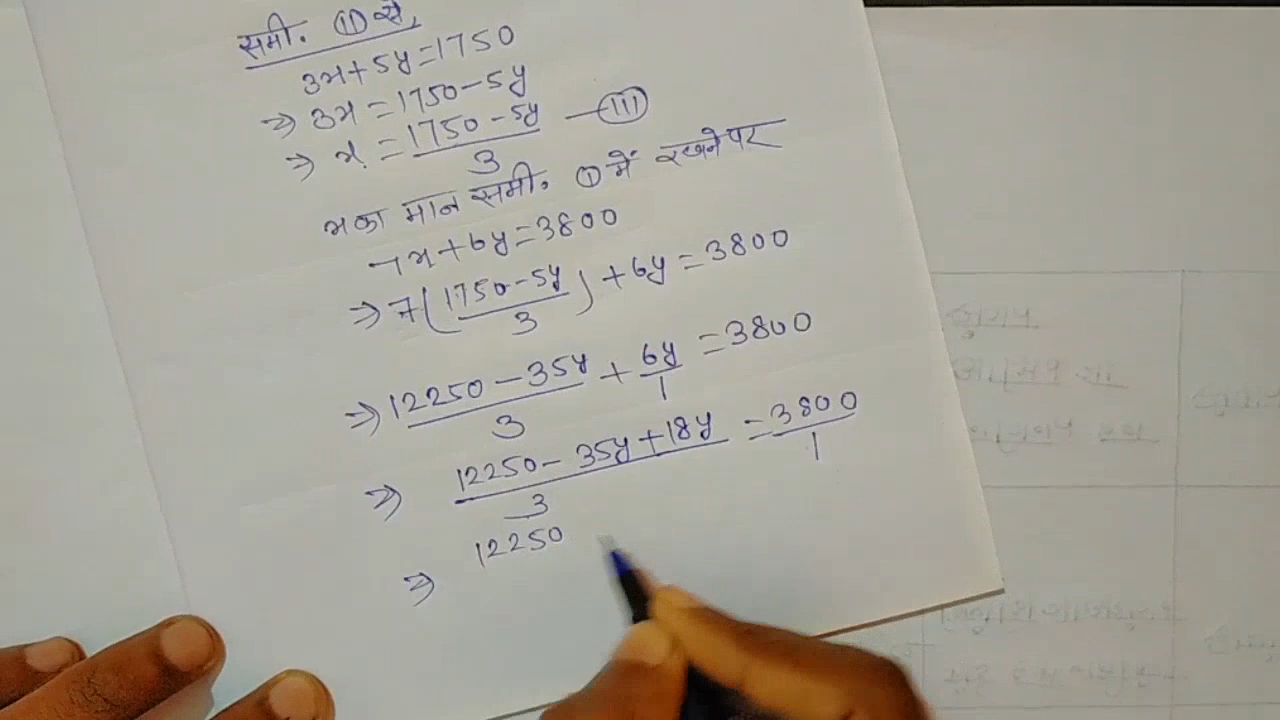 समी. (II) से,
3x+5y=1750
⇒ 3x = 1750-5y
⇒ x = 1750-5y/3 —(III)
x का मान समी. (I) में रखने पर
7x+6y=3800
⇒ 7(1750-5y/3)+6y=3800
⇒ 12250-35y/3 + 6y/1 =3800
⇒ 12250-35y+18y/3 =3800/1
⇒ 12250